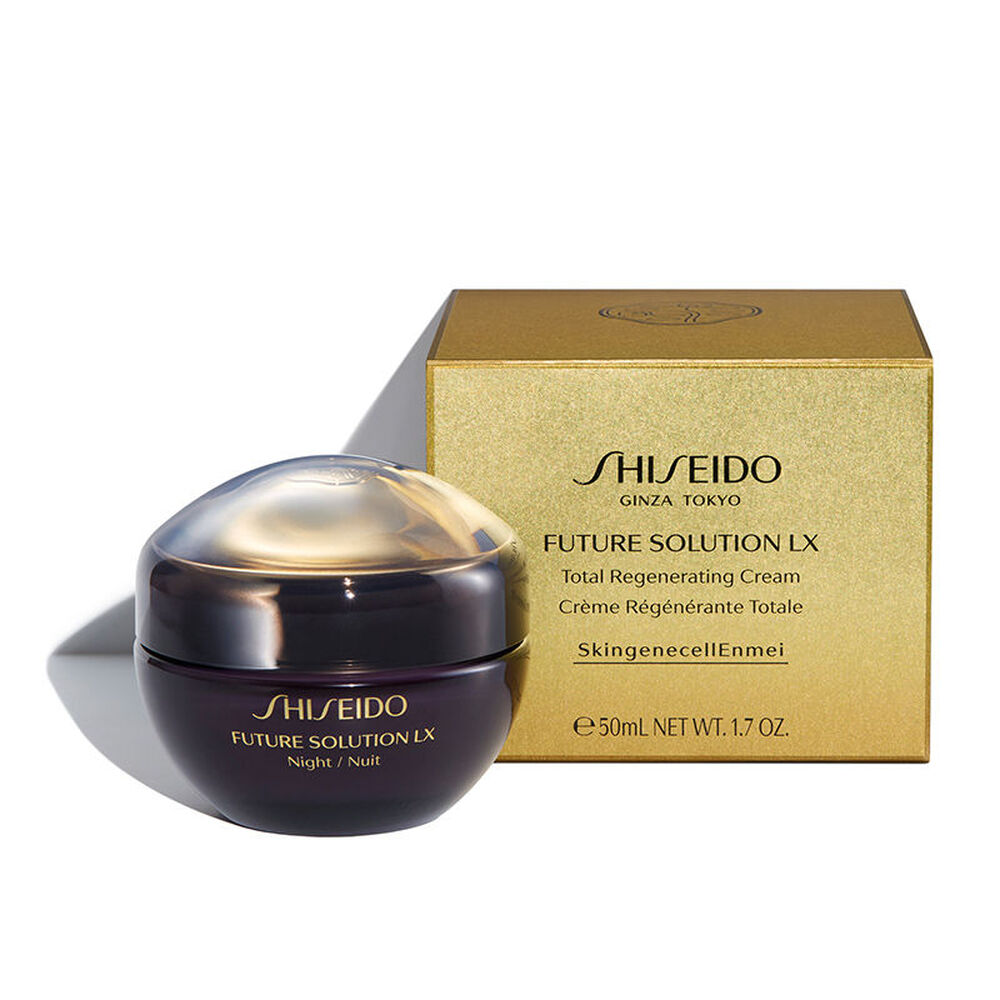 SHISEIDO
GINZA TOKYO
FUTURE SOLUTION LX
Total Regenerating Cream
Crème Régénérante Totale
SkingenecellEnmei
℮50mL NET WT. 1.7 OZ.
SHISEIDO
FUTURE SOLUTION LX
Night / Nuit